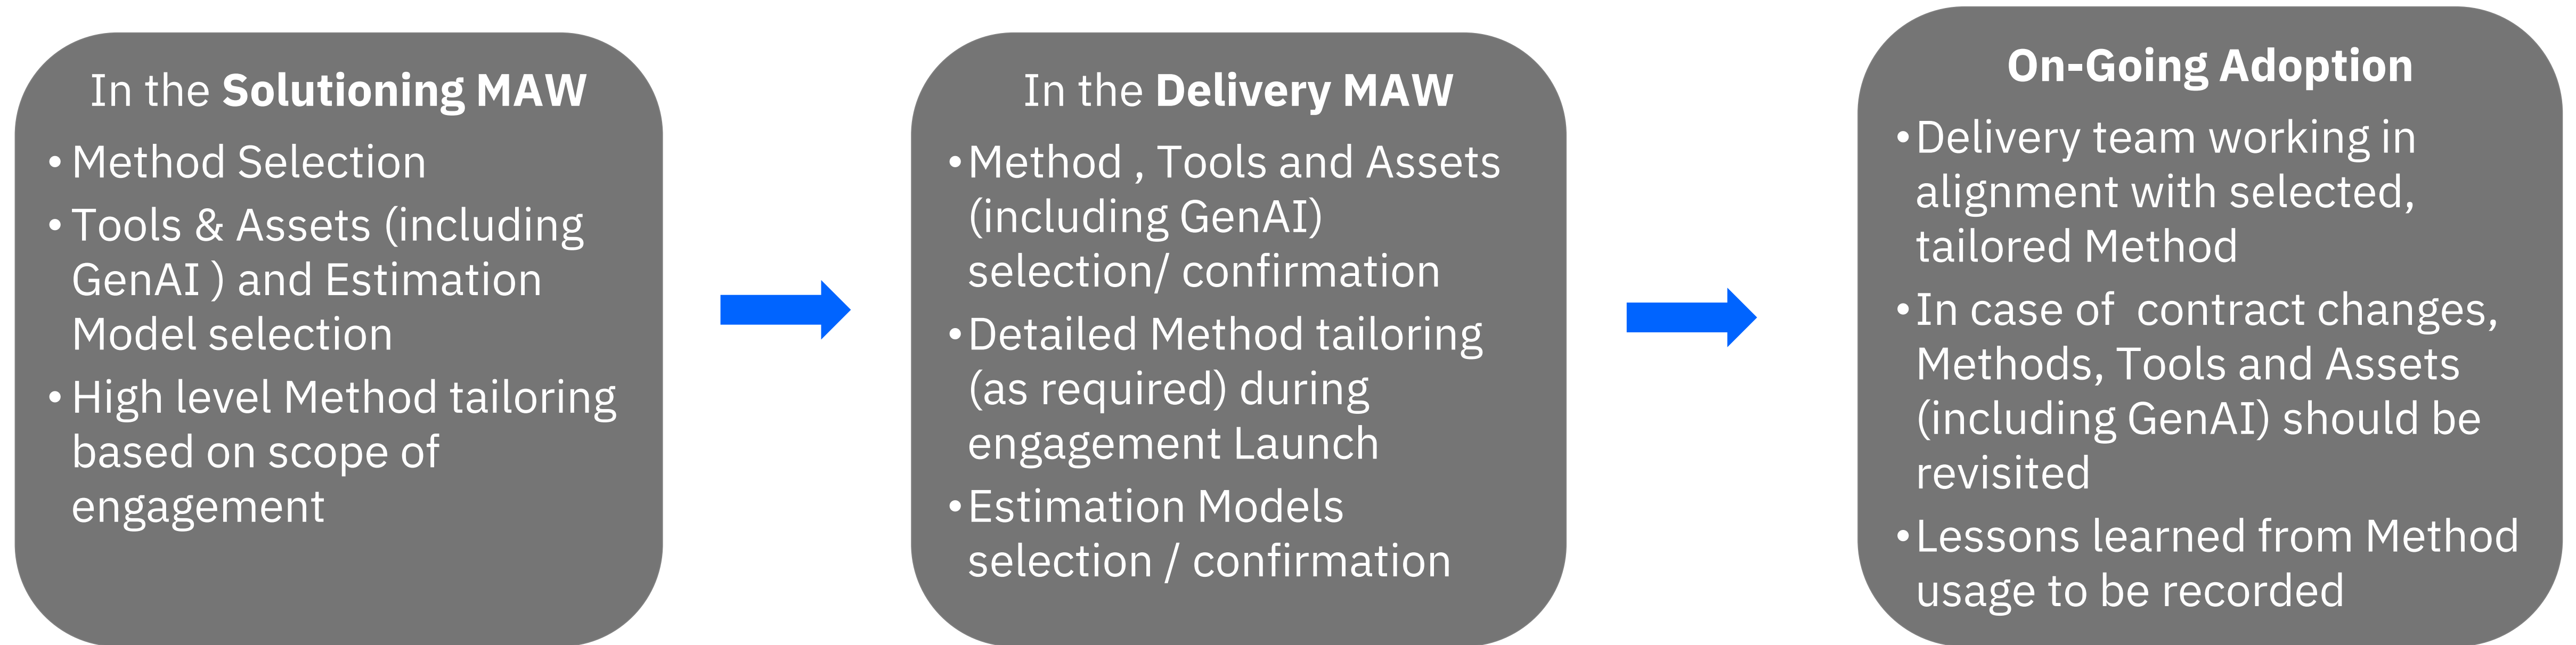 In the Solutioning MAW
• Method Selection
• Tools & Assets (including
GenAI ) and Estimation
Model selection
• High level Method tailoring
based on scope of
engagement
In the Delivery MAW
• Method , Tools and Assets
(including GenAI)
selection/ confirmation
• Detailed Method tailoring
(as required) during
engagement Launch
• Estimation Models
selection / confirmation
On-Going Adoption
• Delivery team working in
alignment with selected,
tailored Method
• In case of  contract changes,
Methods, Tools and Assets
(including GenAI) should be
revisited
• Lessons learned from Method
usage to be recorded